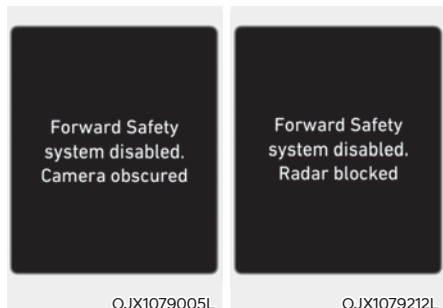 Forward Safety
system disabled.
Camera obscured
OJX1079005L
Forward Safety
system disabled.
Radar blocked
OJX1079212L